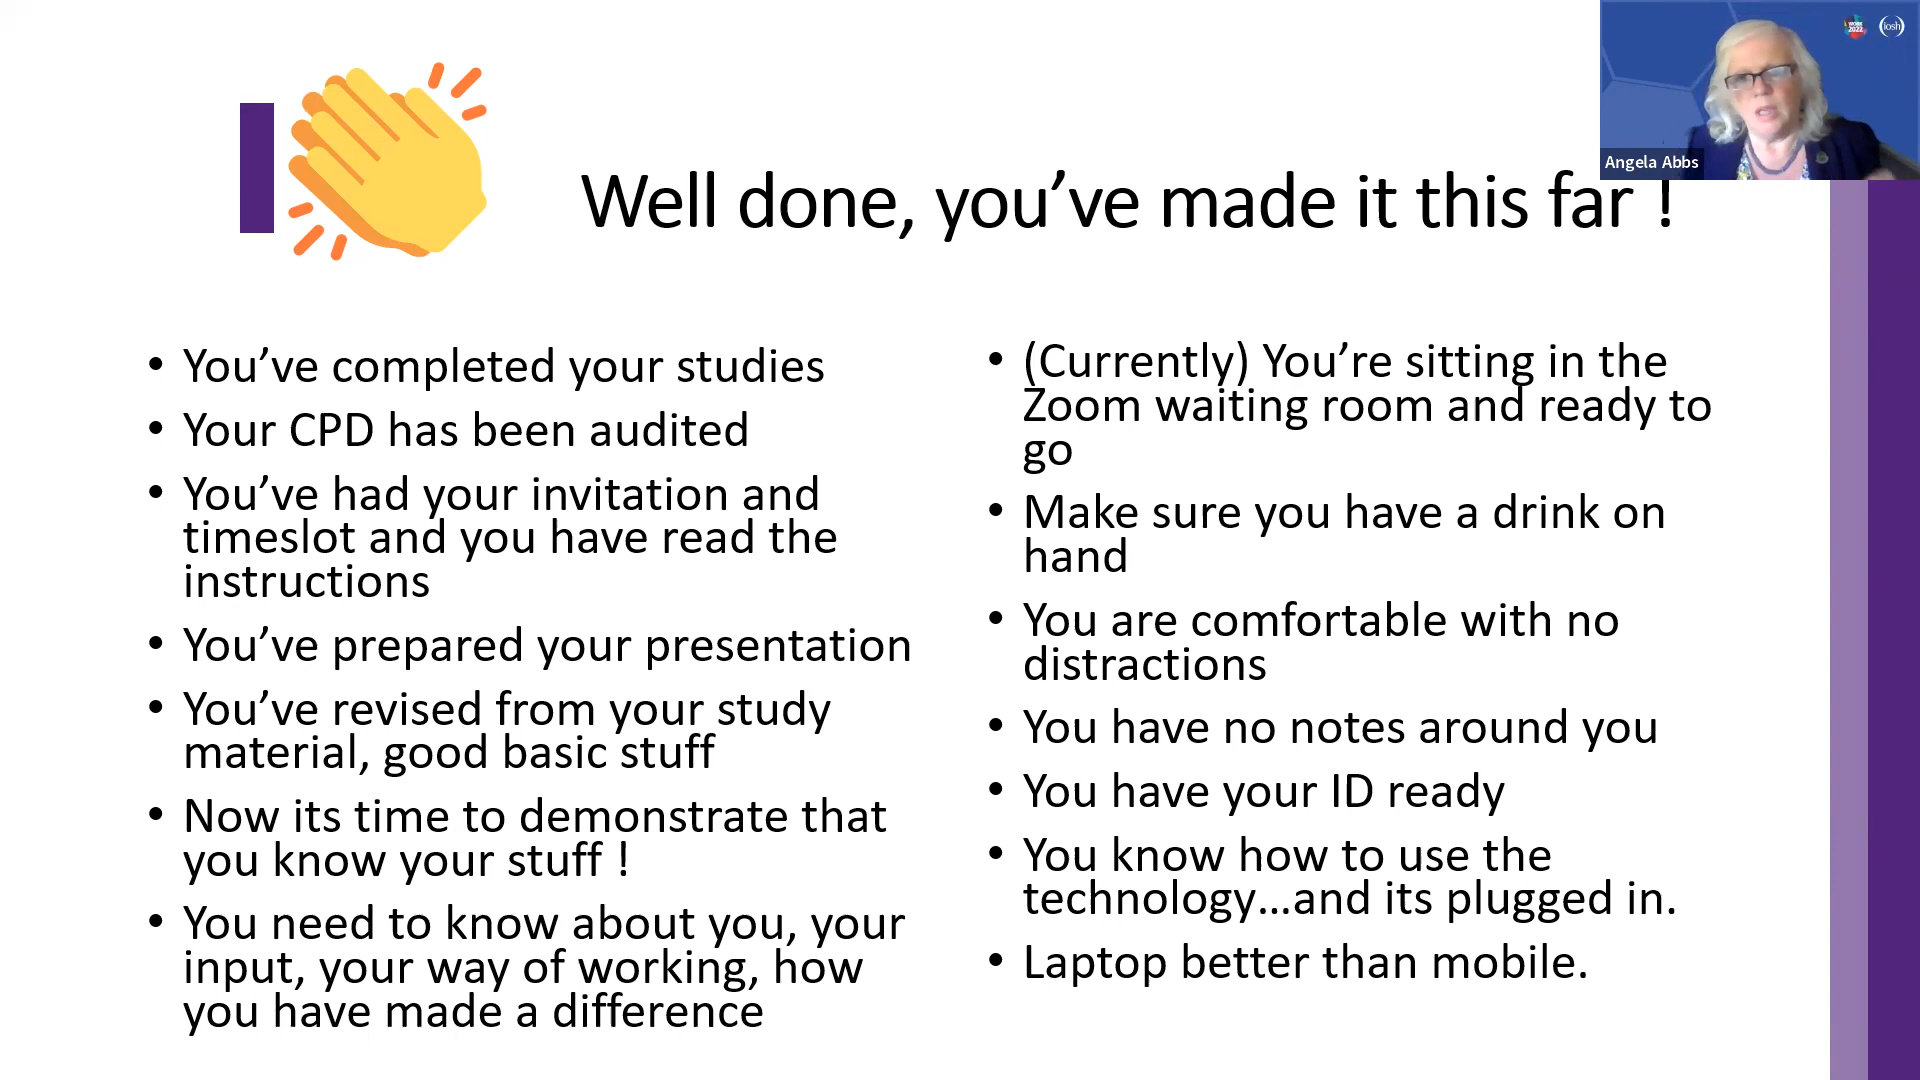 Well done, you’ve made it this far !
• You’ve completed your studies
• Your CPD has been audited
• You’ve had your invitation and
timeslot and you have read the
instructions
• You’ve prepared your presentation
• You’ve revised from your study
material, good basic stuff
• Now its time to demonstrate that
you know your stuff !
• You need to know about you, your
input, your way of working, how
you have made a difference
• (Currently) You’re sitting in the
Zoom waiting room and ready to
go
• Make sure you have a drink on
hand
• You are comfortable with no
distractions
• You have no notes around you
• You have your ID ready
• You know how to use the
technology...and its plugged in.
• Laptop better than mobile.
WORK
2022
iosh
Angela Abbs